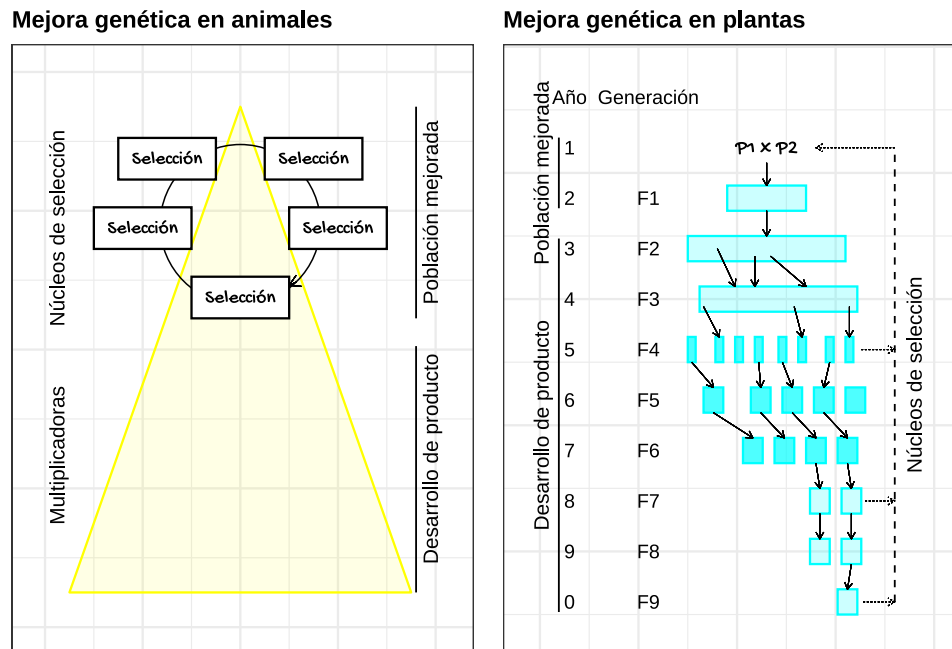 Mejora genética en animales
Núcleos de selección
Multiplicadoras
Selección
Selección
Selección
Selección
Selección
Población mejorada
Desarrollo de producto
Mejora genética en plantas
Población mejorada
Desarrollo de producto
Año Generación
1 P1 x P2
2 F1
3 F2
4 F3
5 F4
6 F5
7 F6
8 F7
9 F8
0 F9
Núcleos de selección